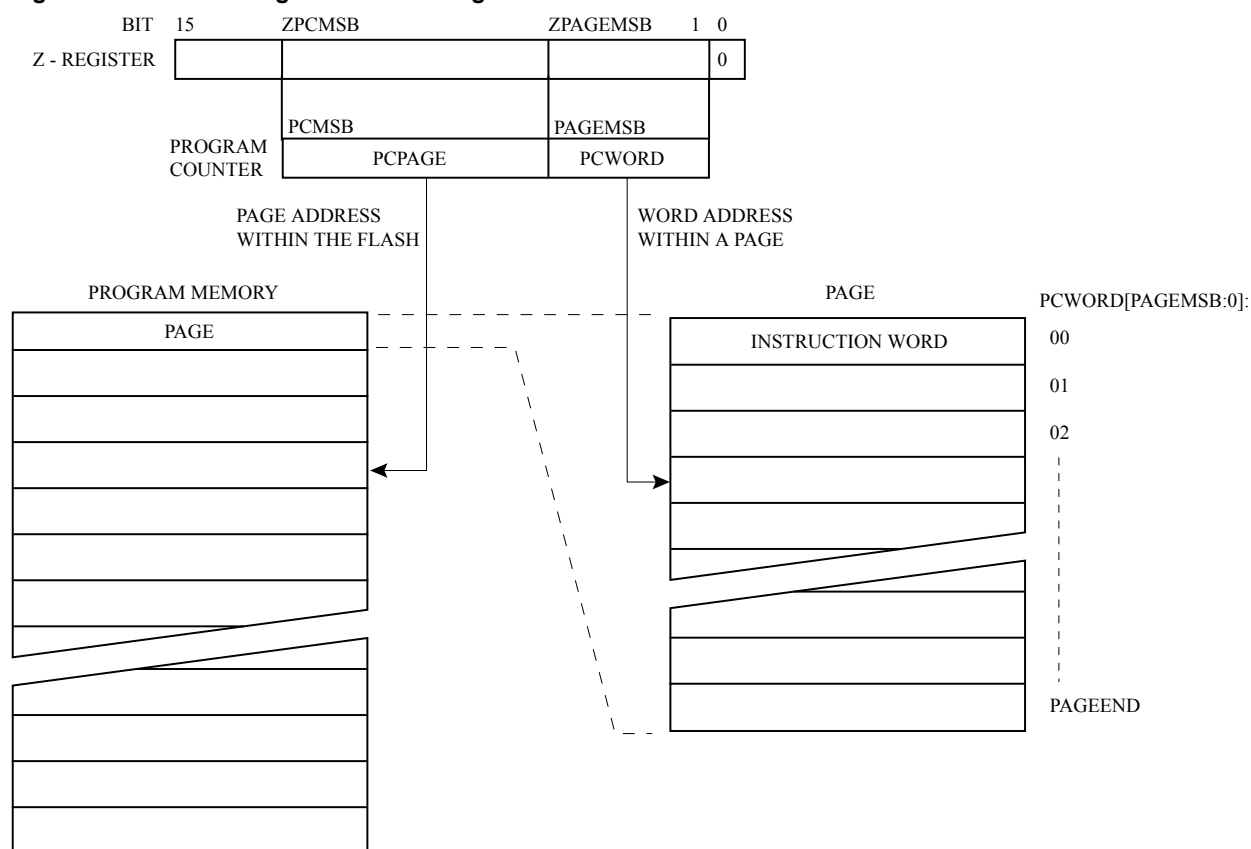 BIT 15 ZPCMSB ZPAGEMSB 1 0
Z - REGISTER 0
PCMSB PAGEMSB
PROGRAM
COUNTER
PCPAGE PCWORD
PAGE ADDRESS
WITHIN THE FLASH
WORD ADDRESS
WITHIN A PAGE
PROGRAM MEMORY
PAGE
PAGE
PCWORD[PAGEMSB:0]:
INSTRUCTION WORD
00
01
02
PAGEEND